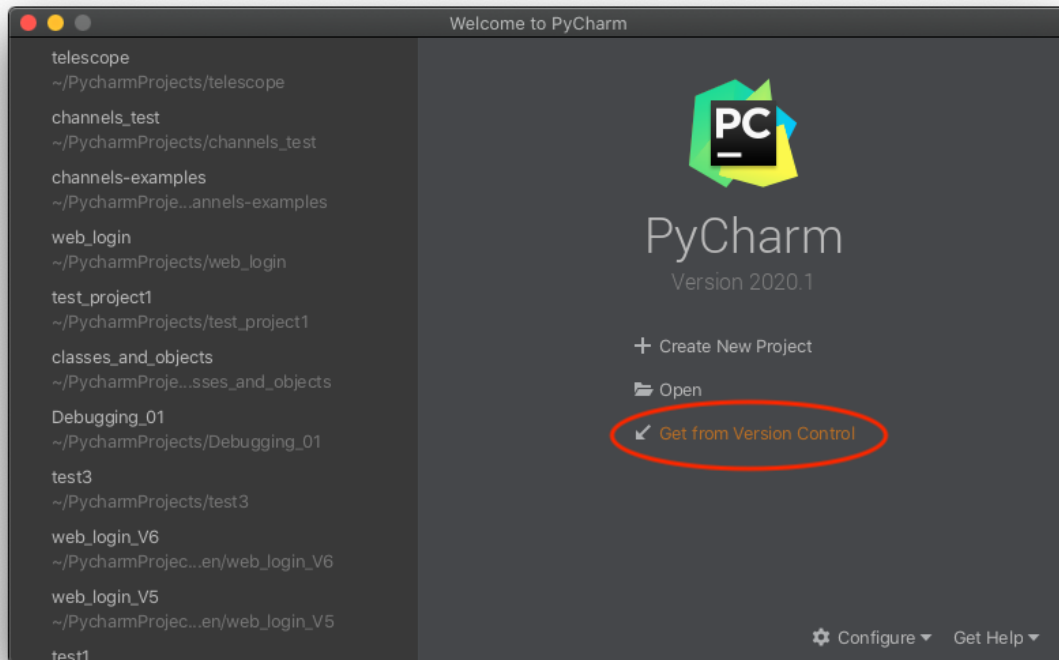 Welcome to PyCharm
telescope
~/PycharmProjects/telescope
channels_test
~/PycharmProjects/channels_test
channels-examples
~/PycharmProje...annels-examples
web_login
~/PycharmProjects/web_login
test_project1
~/PycharmProjects/test_project1
classes_and_objects
~/PycharmProje...sses_and_objects
Debugging_01
~/PycharmProjects/Debugging_01
test3
~/PycharmProjects/test3
web_login_V6
~/PycharmProjec...en/web_login_V6
web_login_V5
~/PycharmProjec...en/web_login_V5
test1
PC
PyCharm
Version 2020.1
Create New Project
Open
Get from Version Control
Configure
Get Help